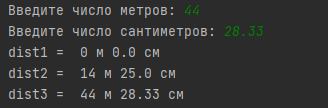 Введите число метров: 44
Введите число сантиметров: 28.33
dist1 =  0 м 0.0 см
dist2 =  14 м 25.0 см
dist3 =  44 м 28.33 см